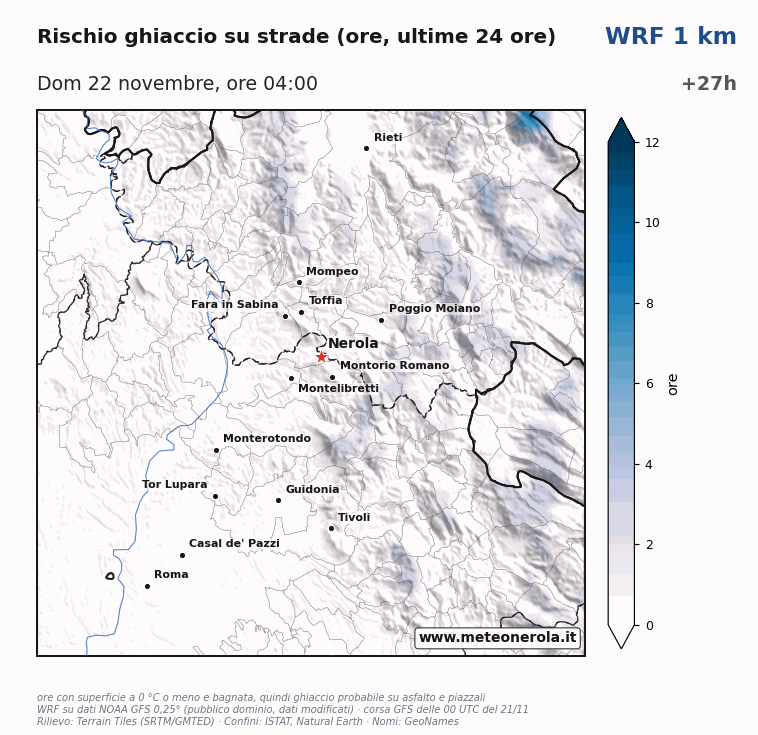 Rischio ghiaccio su strade (ore, ultime 24 ore)
WRF 1 km
Dom 22 novembre, ore 04:00
+27h
Rieti
12
10
Mompeo
Toffia
Fara in Sabina
Poggio Moiano
8
Nerola
Montorio Romano
Montelibretti
6
ore
Monterotondo
4
Tor Lupara
Guidonia
Tivoli
2
Casal de' Pazzi
Roma
www.meteonerola.it
0
ore con superficie a 0 °C o meno e bagnata, quindi ghiaccio probabile su asfalto e piazzali
WRF su dati NOAA GFS 0,25° (pubblico dominio, dati modificati) · corsa GFS delle 00 UTC del 21/11
Rilievo: Terrain Tiles (SRTM/GMTED) · Confini: ISTAT, Natural Earth · Nomi: GeoNames